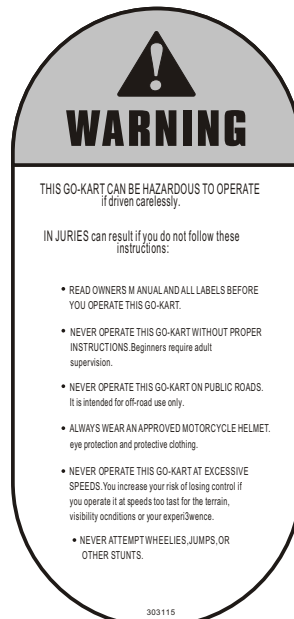 WARNING
THIS GO-KART CAN BE HAZARDOUS TO OPERATE
if driven carelessly.
IN JURIES can result if you do not follow these
instructions:
• READ OWNERS M ANUAL AND ALL LABELS BEFORE
YOU OPERATE THIS GO-KART.
• NEVER OPERATE THIS GO-KART WITHOUT PROPER
INSTRUCTIONS.Beginners require adult
supervision.
• NEVER OPERATE THIS GO-KART ON PUBLIC ROADS.
It is intended for off-road use only.
• ALWAYS WEAR AN APPROVED MOTORCYCLE HELMET.
eye protection and protective clothing.
• NEVER OPERATE THIS GO-KART AT EXCESSIVE
SPEEDS.You increase your risk of losing control if
you operate it at speeds too tast for the terrain,
visibility ocnditions or your experi3wence.
• NEVER ATTEMPT WHEELIES,JUMPS,OR
OTHER STUNTS.
303115